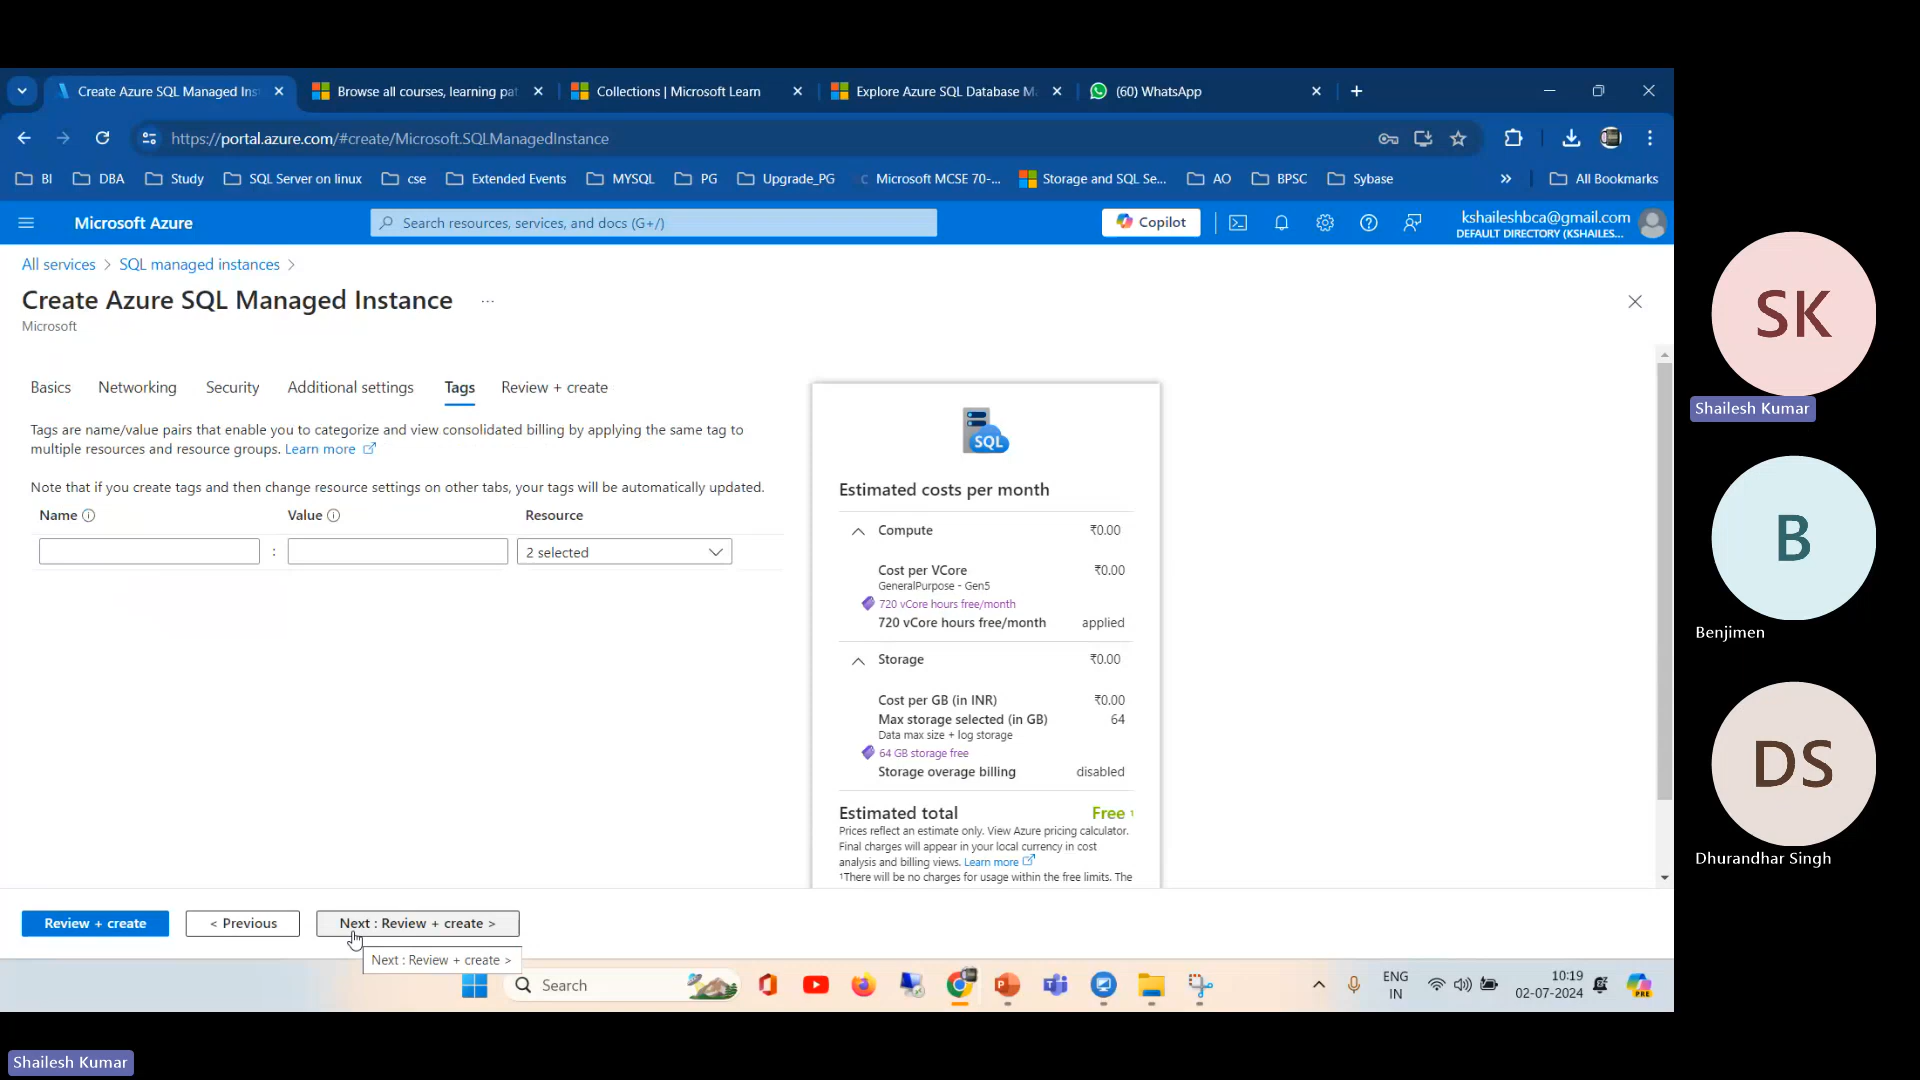 Create Azure SQL Managed Ins
Browse all courses, learning pat
Collections | Microsoft Learn
Explore Azure SQL Database Ma
(60) WhatsApp
https://portal.azure.com/#create/Microsoft.SQLManagedInstance
BI
DBA
Study
SQL Server on linux
cse
Extended Events
MYSQL
PG
Upgrade_PG
Microsoft MCSE 70-...
Storage and SQL Se...
AO
BPSC
Sybase
All Bookmarks
Microsoft Azure
Search resources, services, and docs (G+/)
Copilot
kshaileshbca@gmail.com
DEFAULT DIRECTORY (KSHAILES...
All services > SQL managed instances >
Create Azure SQL Managed Instance ...
Microsoft
Basics
Networking
Security
Additional settings
Tags
Review + create
Tags are name/value pairs that enable you to categorize and view consolidated billing by applying the same tag to
multiple resources and resource groups. Learn more
Note that if you create tags and then change resource settings on other tabs, your tags will be automatically updated.
Name
Value
Resource
:
2 selected
SQL
Estimated costs per month
Compute ₹0.00
Cost per VCore ₹0.00
GeneralPurpose - Gen5
720 vCore hours free/month
720 vCore hours free/month applied
Storage ₹0.00
Cost per GB (in INR) ₹0.00
Max storage selected (in GB) 64
Data max size + log storage
64 GB storage free
Storage overage billing disabled
Estimated total Free ¹
Prices reflect an estimate only. View Azure pricing calculator.
Final charges will appear in your local currency in cost
analysis and billing views. Learn more
¹There will be no charges for usage within the free limits. The
Review + create
< Previous
Next : Review + create >
Next : Review + create >
Search
PRE
ENG
IN
10:19
02-07-2024
SK
Shailesh Kumar
B
Benjimen
DS
Dhurandhar Singh
Shailesh Kumar